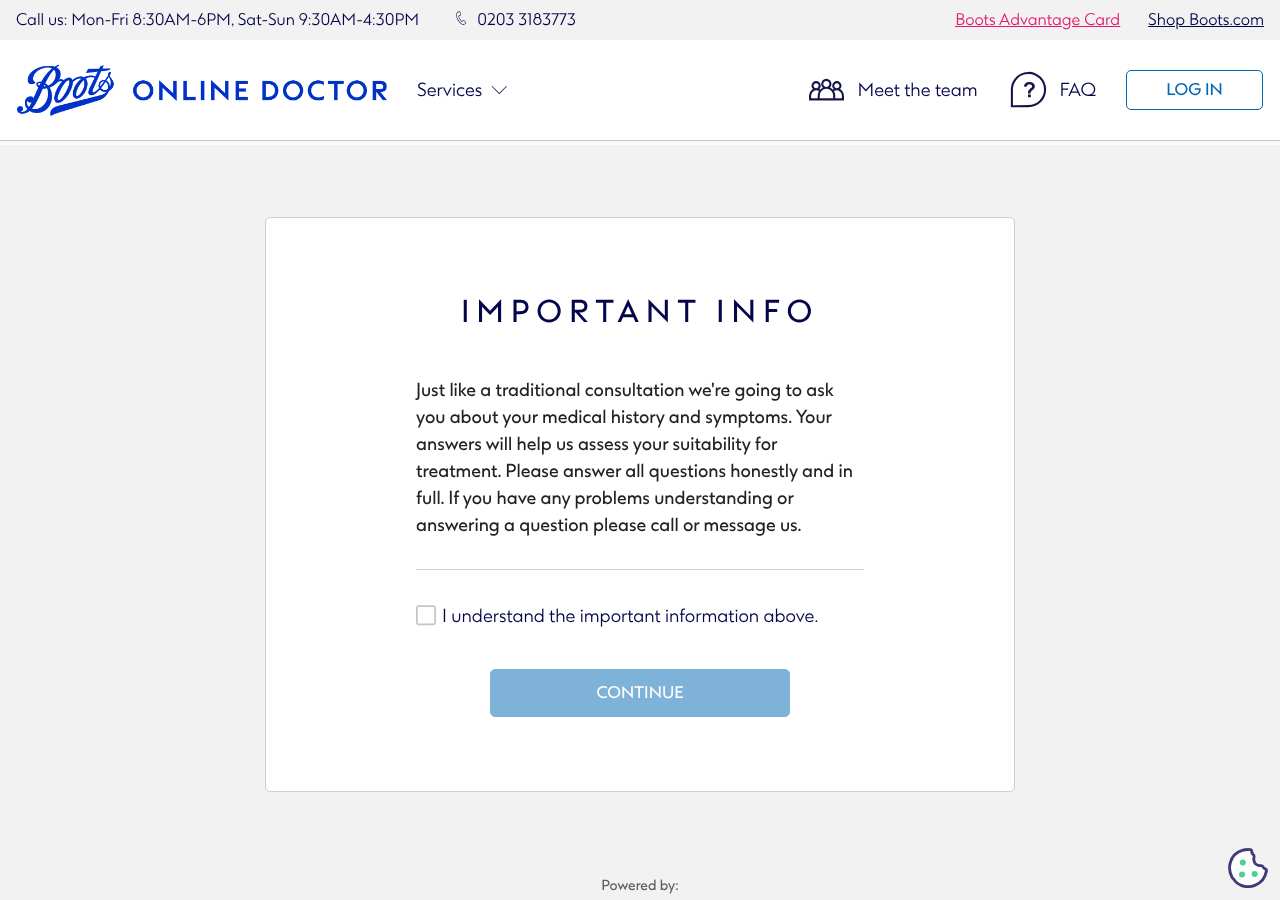 Call us: Mon-Fri 8:30AM-6PM, Sat-Sun 9:30AM-4:30PM 0203 3183773 Boots Advantage Card Shop Boots.com
Boots ONLINE DOCTOR Services Meet the team ? FAQ LOG IN
IMPORTANT INFO
Just like a traditional consultation we're going to ask
you about your medical history and symptoms. Your
answers will help us assess your suitability for
treatment. Please answer all questions honestly and in
full. If you have any problems understanding or
answering a question please call or message us.
I understand the important information above.
CONTINUE
Powered by: